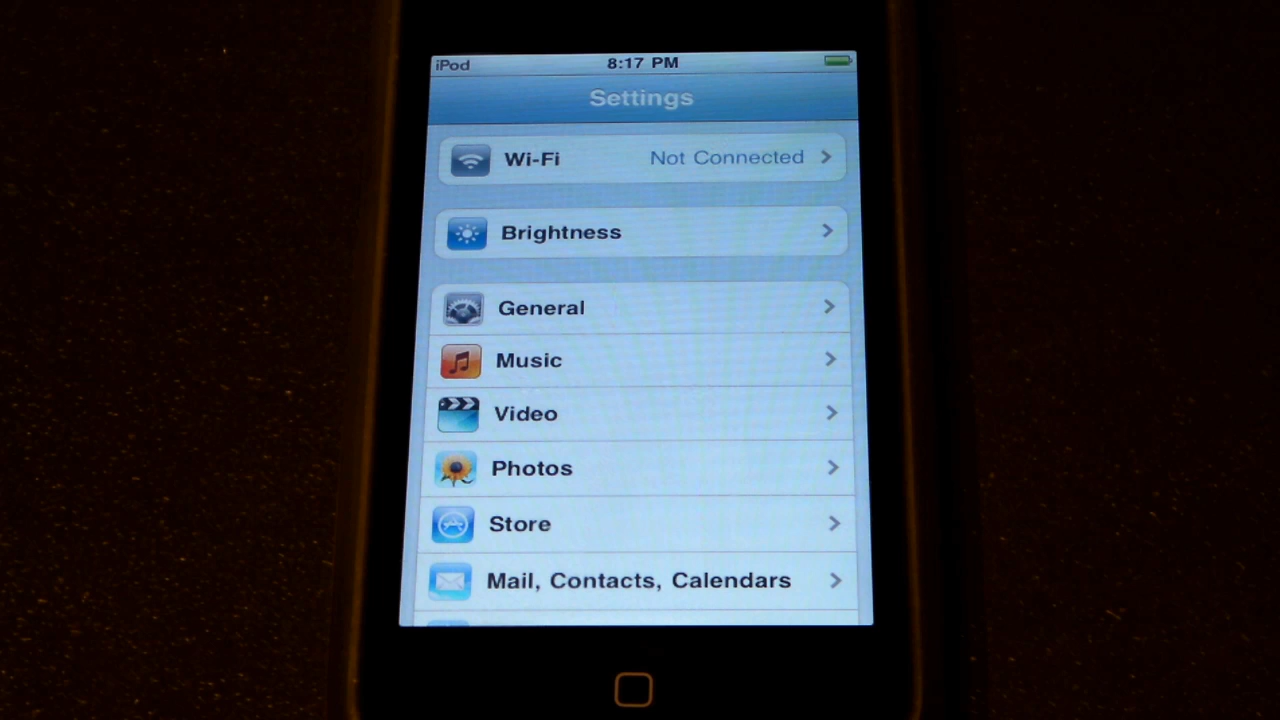 iPod 8:17 PM
Settings
Wi-Fi Not Connected
Brightness
General
Music
Video
Photos
Store
Mail, Contacts, Calendars